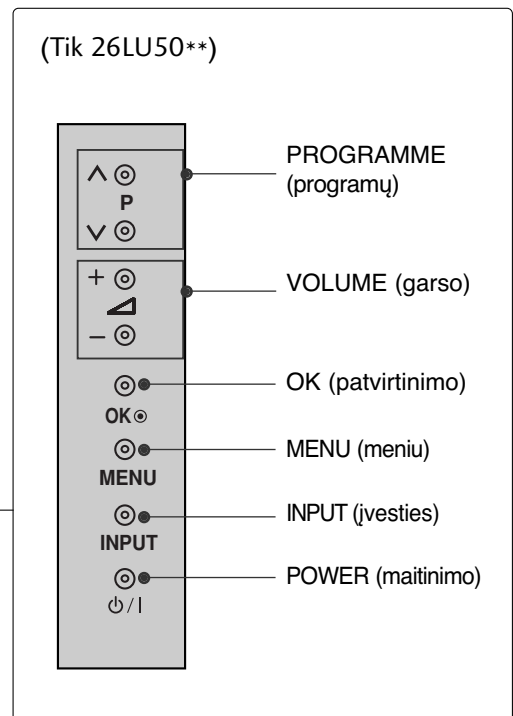 (Tik 26LU50**)
PROGRAMME
(programų)
P
VOLUME (garso)
+
–
OK (patvirtinimo)
OK
MENU (meniu)
MENU
INPUT (įvesties)
INPUT
POWER (maitinimo)
⏻/I